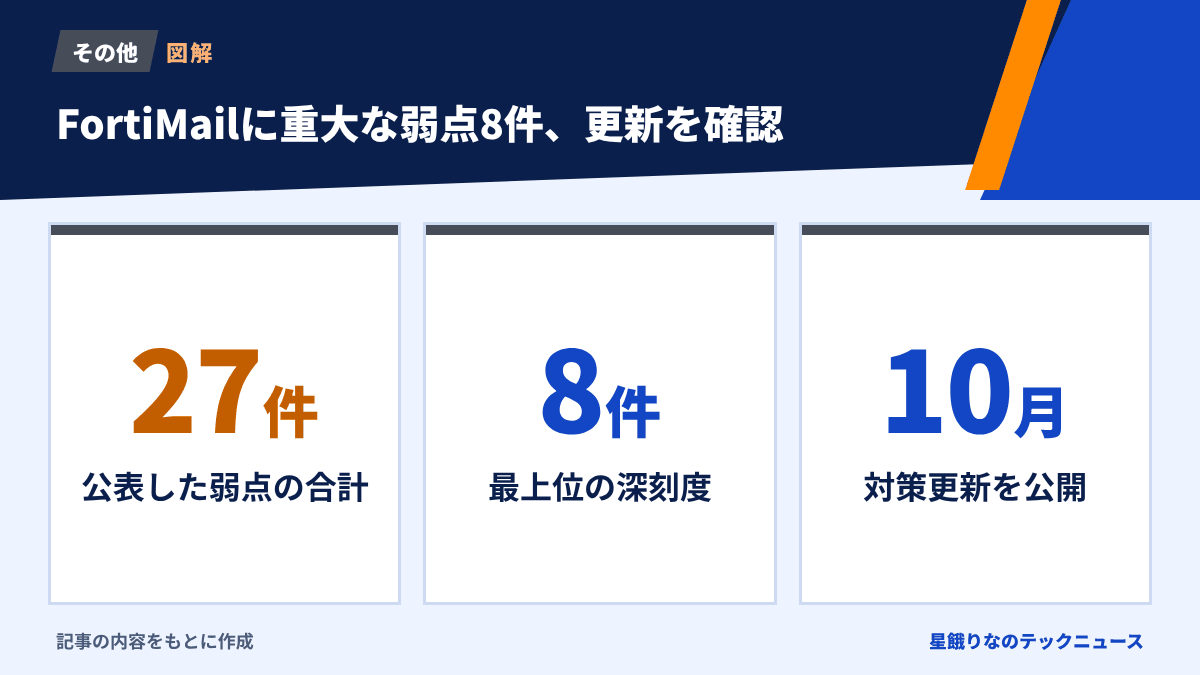 その他 図解
FortiMailに重大な弱点8件、更新を確認
27件
公表した弱点の合計
8件
最上位の深刻度
10月
対策更新を公開
記事の内容をもとに作成
星餓りなのテックニュース